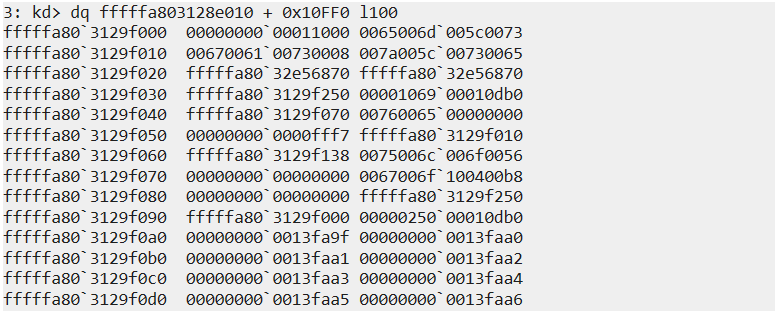 3: kd> dq fffffa803128e010 + 0x10FF0 l100
fffffa80`3129f000  00000000`00011000 0065006d`005c0073
fffffa80`3129f010  00670061`00730008 007a005c`00730065
fffffa80`3129f020  fffffa80`32e56870 fffffa80`32e56870
fffffa80`3129f030  fffffa80`3129f250 00001069`00010db0
fffffa80`3129f040  fffffa80`3129f070 00760065`00000000
fffffa80`3129f050  00000000`0000fff7 fffffa80`3129f010
fffffa80`3129f060  fffffa80`3129f138 0075006c`006f0056
fffffa80`3129f070  00000000`00000000 0067006f`100400b8
fffffa80`3129f080  00000000`00000000 fffffa80`3129f250
fffffa80`3129f090  fffffa80`3129f000 00000250`00010db0
fffffa80`3129f0a0  00000000`0013fa9f 00000000`0013faa0
fffffa80`3129f0b0  00000000`0013faa1 00000000`0013faa2
fffffa80`3129f0c0  00000000`0013faa3 00000000`0013faa4
fffffa80`3129f0d0  00000000`0013faa5 00000000`0013faa6